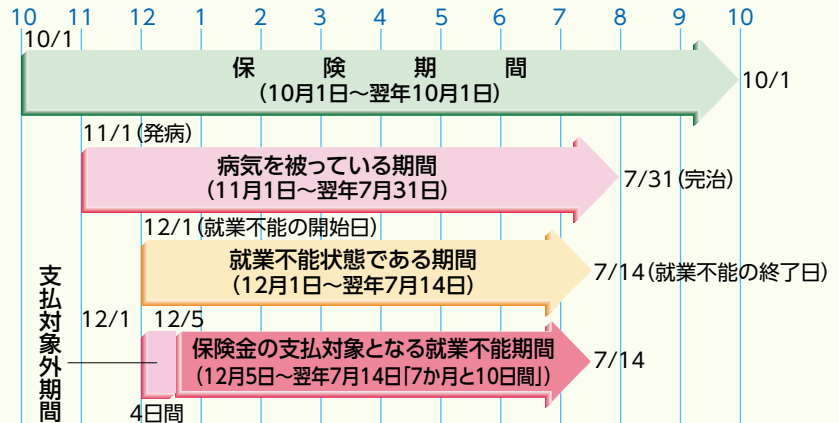 10 11 12 1 2 3 4 5 6 7 8 9 10
10/1
保険期間
(10月1日～翌年10月1日)
10/1
11/1(発病)
病気を被っている期間
(11月1日～翌年7月31日)
7/31(完治)
12/1(就業不能の開始日)
就業不能状態である期間
(12月1日～翌年7月14日)
7/14(就業不能の終了日)
支払対象外期間
12/1 12/5
保険金の支払対象となる就業不能期間
(12月5日～翌年7月14日「7か月と10日間」)
7/14
4日間